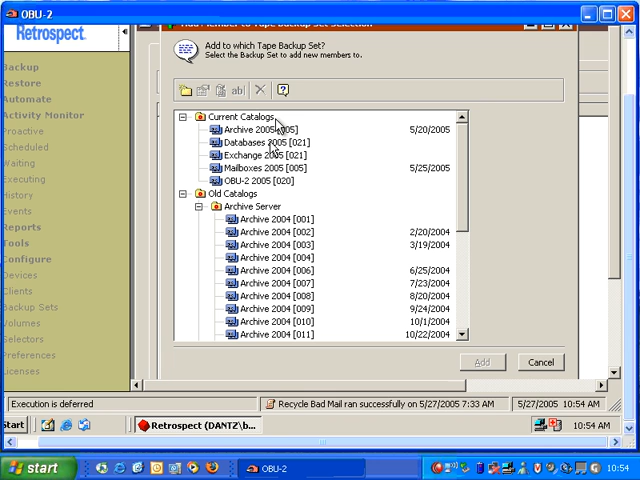 OBU-2
Retrospect.
Add Member to Tape Backup Set Selection
Add to which Tape Backup Set?
Select the Backup Set to add new members to.
Backup
Restore
Automate
Activity Monitor
Proactive
Scheduled
Waiting
Executing
History
Events
Reports
Tools
Configure
Devices
Clients
Backup Sets
Volumes
Selectors
Preferences
Licenses
Current Catalogs
Archive 2005 [005] 5/20/2005
Databases 2005 [021]
Exchange 2005 [021]
Mailboxes 2005 [005] 5/25/2005
OBU-2 2005 [020]
Old Catalogs
Archive Server
Archive 2004 [001]
Archive 2004 [002] 2/20/2004
Archive 2004 [003] 3/19/2004
Archive 2004 [004]
Archive 2004 [006] 6/25/2004
Archive 2004 [007] 7/23/2004
Archive 2004 [008] 8/20/2004
Archive 2004 [009] 9/24/2004
Archive 2004 [010] 10/1/2004
Archive 2004 [011] 10/22/2004
Add Cancel
Execution is deferred Recycle Bad Mail ran successfully on 5/27/2005 7:33 AM 5/27/2005 10:54 AM
Start Retrospect (DANTZ\b... 10:54 AM
start OBU-2 10:54